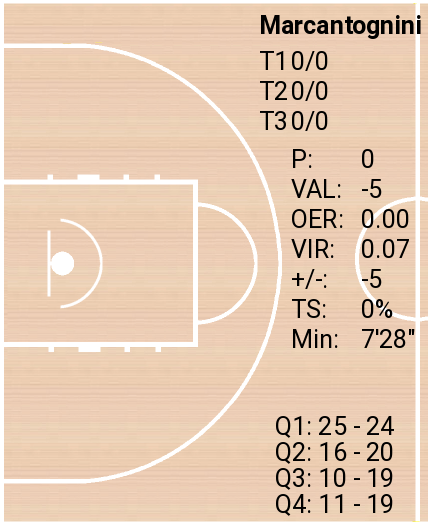 Marcantognini
T1 0/0
T2 0/0
T3 0/0
P: 0
VAL: -5
OER: 0.00
VIR: 0.07
+/-: -5
TS: 0%
Min: 7'28"
Q1: 25 - 24
Q2: 16 - 20
Q3: 10 - 19
Q4: 11 - 19